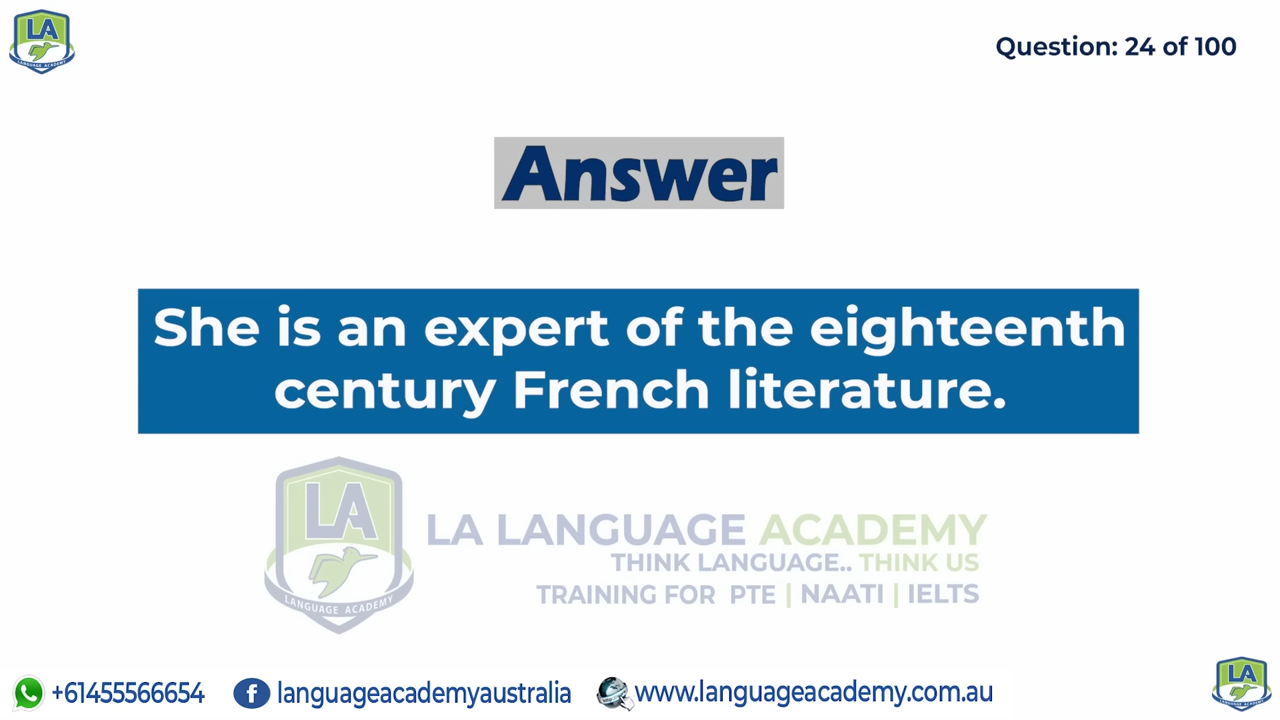 LA
LANGUAGE ACADEMY
Question: 24 of 100
Answer
She is an expert of the eighteenth
century French literature.
LA
LANGUAGE ACADEMY
LA LANGUAGE ACADEMY
THINK LANGUAGE.. THINK US
TRAINING FOR PTE | NAATI | IELTS
+61455566654
f
languageacademyaustralia
www.languageacademy.com.au
LA
LANGUAGE ACADEMY